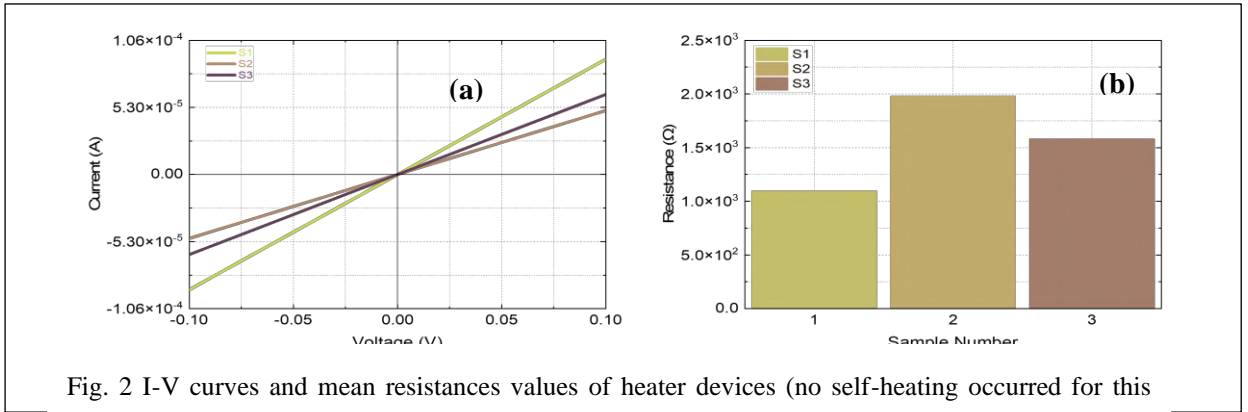 1.06×10⁻⁴
5.30×10⁻⁵
0.00
-5.30×10⁻⁵
-1.06×10⁻⁴
Current (A)
S1
S2
S3
(a)
-0.10 -0.05 0.00 0.05 0.10
Voltage (V)
2.5×10³
2.0×10³
1.5×10³
1.0×10³
5.0×10²
0.0
Resistance (Ω)
S1
S2
S3
(b)
1 2 3
Sample Number
Fig. 2 I-V curves and mean resistances values of heater devices (no self-heating occurred for this